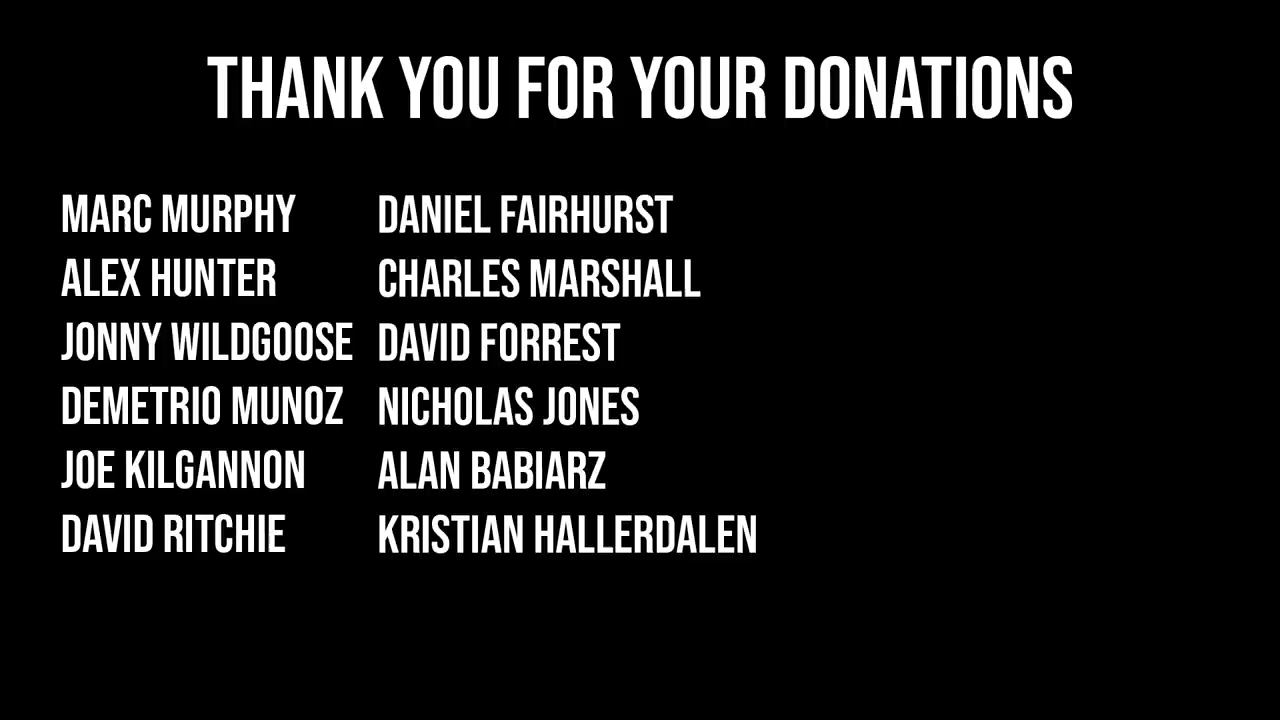 THANK YOU FOR YOUR DONATIONS
MARC MURPHY
ALEX HUNTER
JONNY WILDGOOSE
DEMETRIO MUNOZ
JOE KILGANNON
DAVID RITCHIE
DANIEL FAIRHURST
CHARLES MARSHALL
DAVID FORREST
NICHOLAS JONES
ALAN BABIARZ
KRISTIAN HALLERDALEN